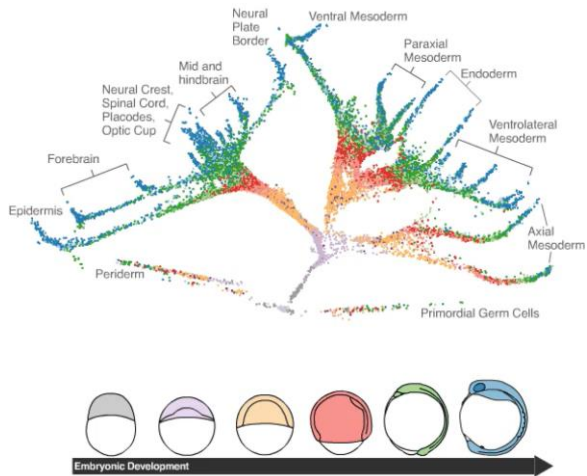 Neural
Plate
Border
Ventral Mesoderm
Paraxial
Mesoderm
Endoderm
Mid and
hindbrain
Neural Crest,
Spinal Cord,
Placodes,
Optic Cup
Ventrolateral
Mesoderm
Forebrain
Epidermis
Axial
Mesoderm
Periderm
Primordial Germ Cells
Embryonic Development